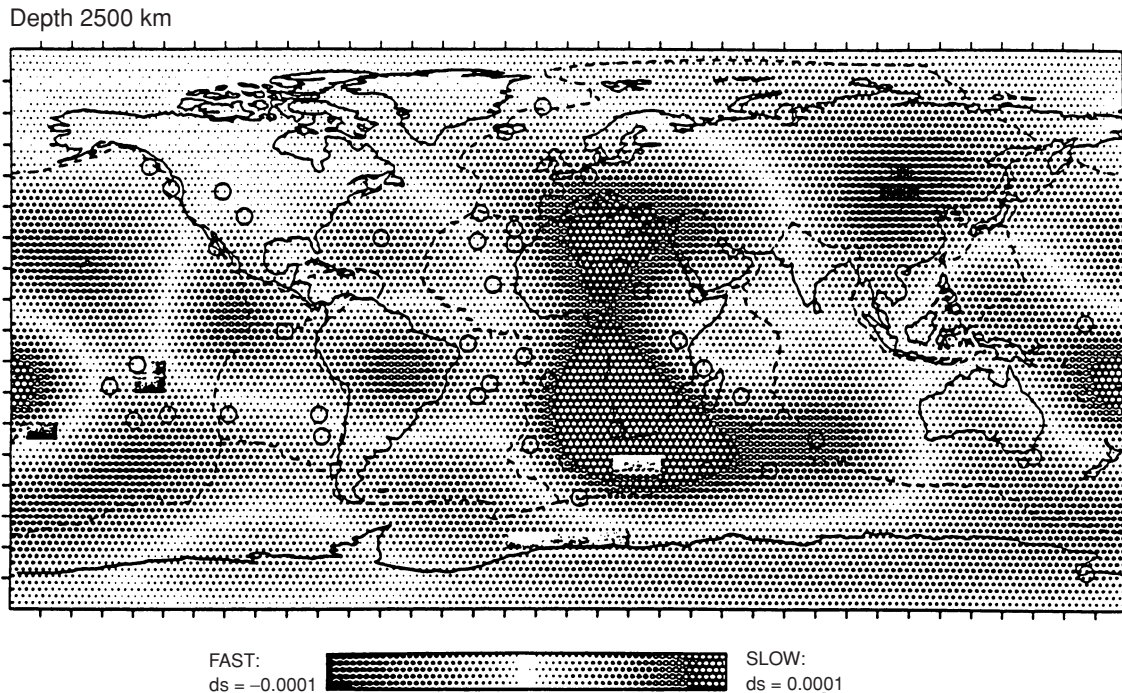 Depth 2500 km
FAST:
ds = −0.0001
SLOW:
ds = 0.0001